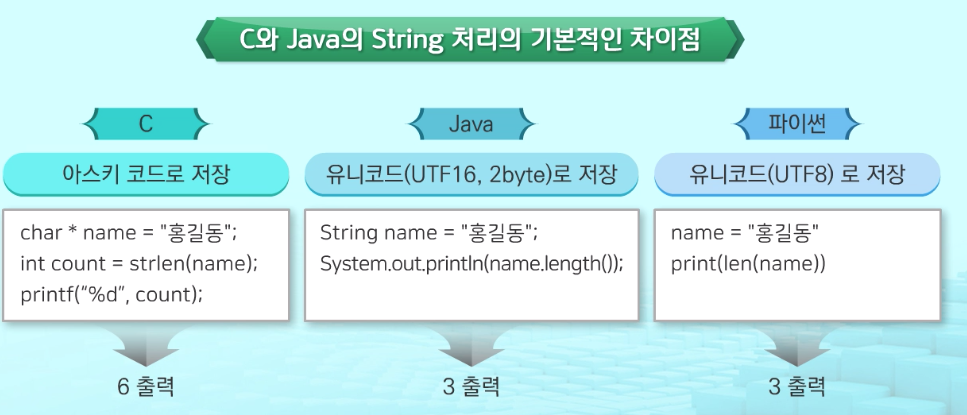 C와 Java의 String 처리의 기본적인 차이점
C
아스키 코드로 저장
char * name = "홍길동";
int count = strlen(name);
printf("%d", count);
6 출력
Java
유니코드(UTF16, 2byte)로 저장
String name = "홍길동";
System.out.println(name.length());
3 출력
파이썬
유니코드(UTF8) 로 저장
name = "홍길동"
print(len(name))
3 출력